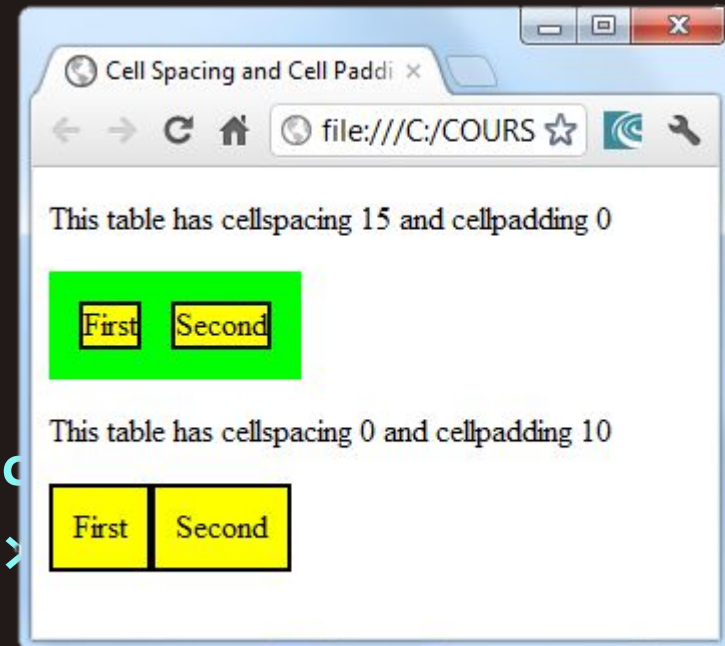 Cell Spacing and Cell Paddi
file:///C:/COURS
This table has cellspacing 15 and cellpadding 0
First Second
This table has cellspacing 0 and cellpadding 10
First Second